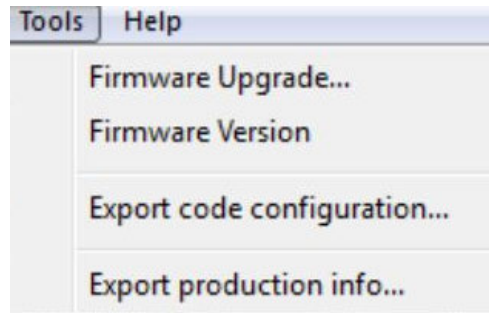 Tools Help
Firmware Upgrade...
Firmware Version
Export code configuration...
Export production info...